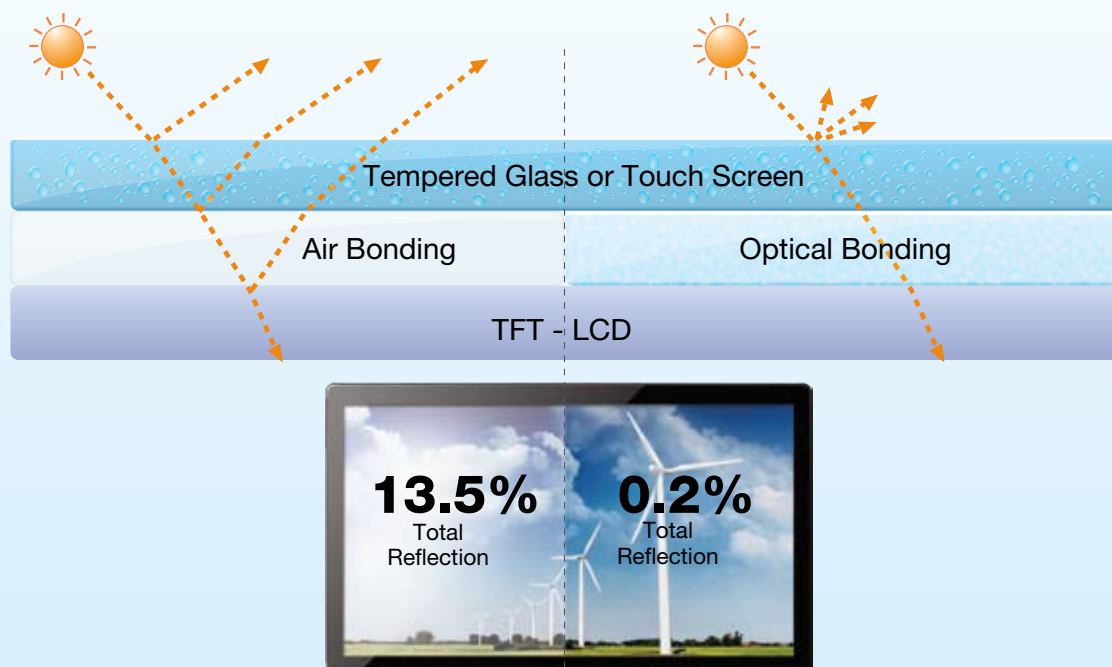 Tempered Glass or Touch Screen
Air Bonding
Optical Bonding
TFT - LCD
13.5%
Total
Reflection
0.2%
Total
Reflection